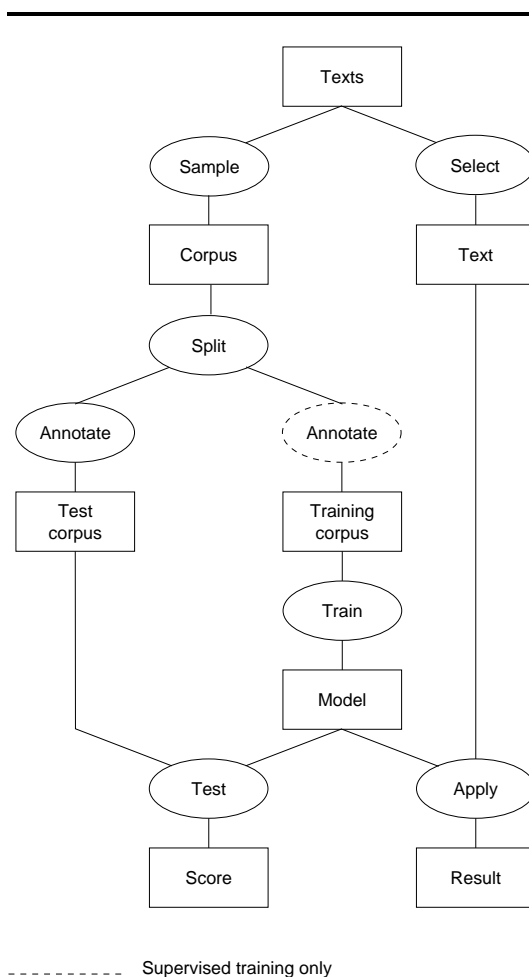 Texts
Sample
Select
Corpus
Text
Split
Annotate
Annotate
Test
corpus
Training
corpus
Train
Model
Test
Apply
Score
Result
Supervised training only